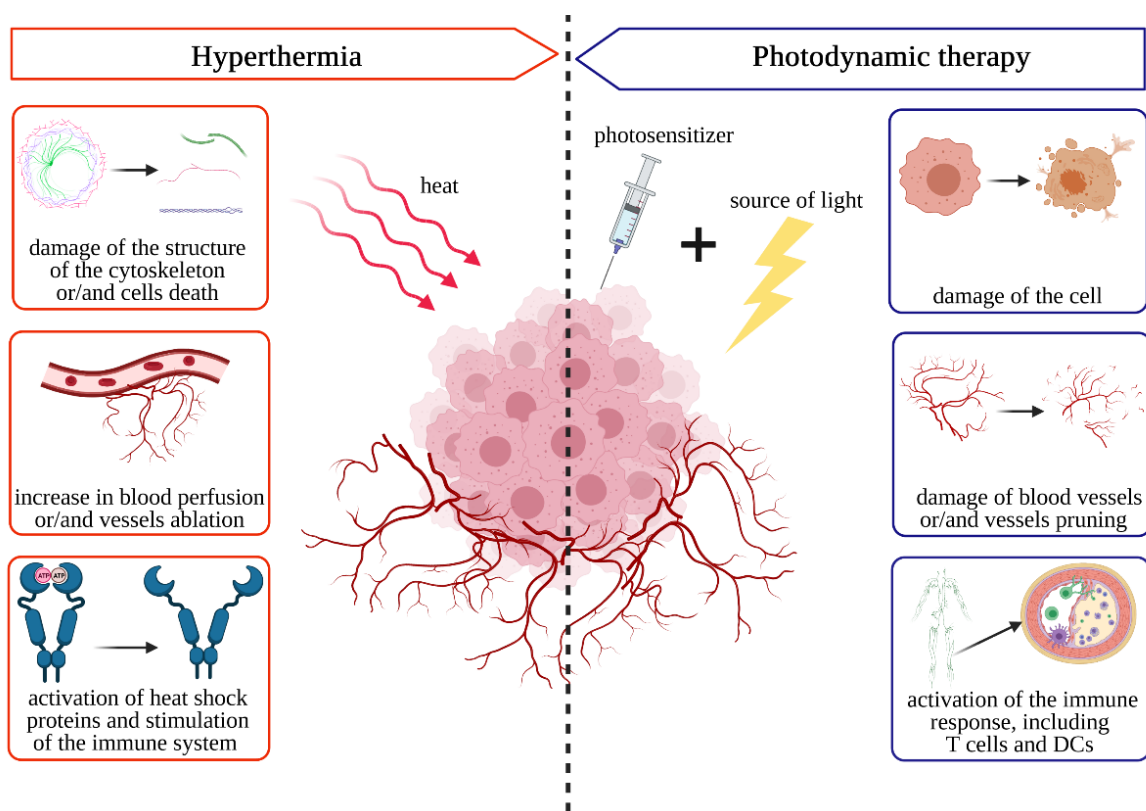 Hyperthermia
Photodynamic therapy
damage of the structure
of the cytoskeleton
or/and cells death
increase in blood perfusion
or/and vessels ablation
ATP ATP
activation of heat shock
proteins and stimulation
of the immune system
heat
photosensitizer
+
source of light
damage of the cell
damage of blood vessels
or/and vessels pruning
activation of the immune
response, including
T cells and DCs